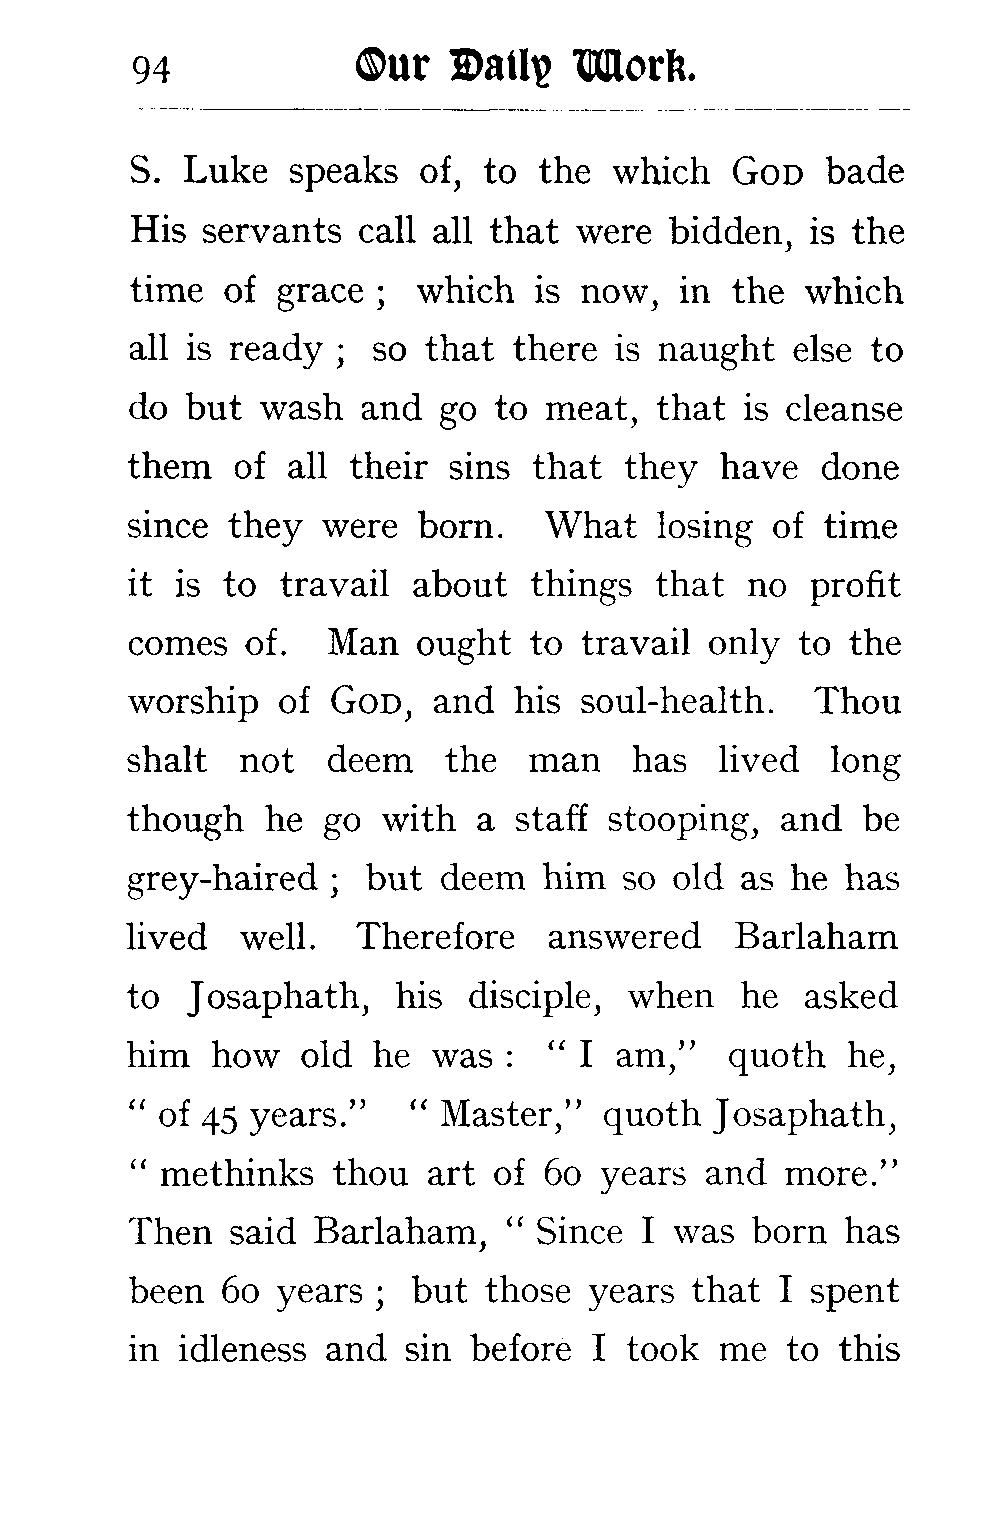 94 Our Daily Work.
S. Luke speaks of, to the which GOD bade
His servants call all that were bidden, is the
time of grace ; which is now, in the which
all is ready ; so that there is naught else to
do but wash and go to meat, that is cleanse
them of all their sins that they have done
since they were born. What losing of time
it is to travail about things that no profit
comes of. Man ought to travail only to the
worship of GOD, and his soul-health. Thou
shalt not deem the man has lived long
though he go with a staff stooping, and be
grey-haired ; but deem him so old as he has
lived well. Therefore answered Barlaham
to Josaphath, his disciple, when he asked
him how old he was : “ I am,” quoth he,
“ of 45 years.” “ Master,” quoth Josaphath,
“ methinks thou art of 60 years and more.”
Then said Barlaham, “ Since I was born has
been 60 years ; but those years that I spent
in idleness and sin before I took me to this